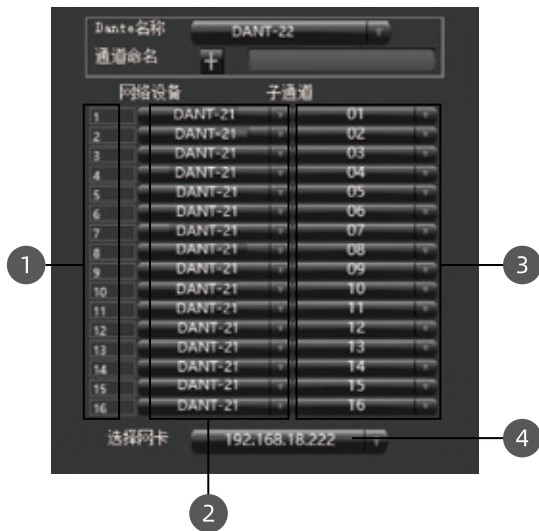 Dante名称 DANT-22
通道命名 +
网络设备 子通道
1 DANT-21 01
2 DANT-21 02
3 DANT-21 03
4 DANT-21 04
5 DANT-21 05
6 DANT-21 06
7 DANT-21 07
8 DANT-21 08
9 DANT-21 09
10 DANT-21 10
11 DANT-21 11
12 DANT-21 12
13 DANT-21 13
14 DANT-21 14
15 DANT-21 15
16 DANT-21 16
选择网卡 192.168.18.222
1
2
3
4